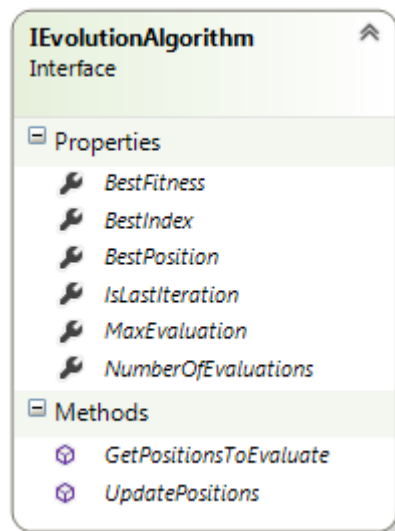 IEvolutionAlgorithm
Interface
Properties
BestFitness
BestIndex
BestPosition
IsLastIteration
MaxEvaluation
NumberOfEvaluations
Methods
GetPositionsToEvaluate
UpdatePositions